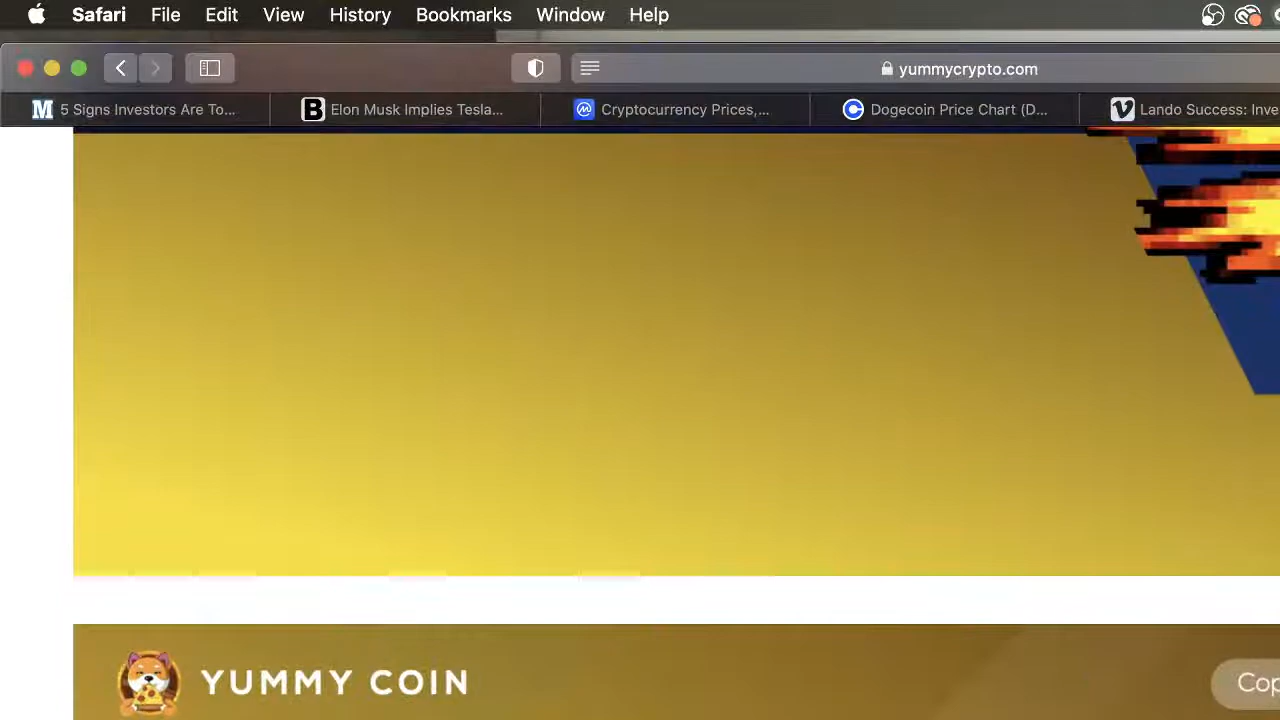 Safari File Edit View History Bookmarks Window Help
yummycrypto.com
5 Signs Investors Are To... Elon Musk Implies Tesla... Cryptocurrency Prices,... Dogecoin Price Chart (D... Lando Success: Inve
YUMMY COIN Cop